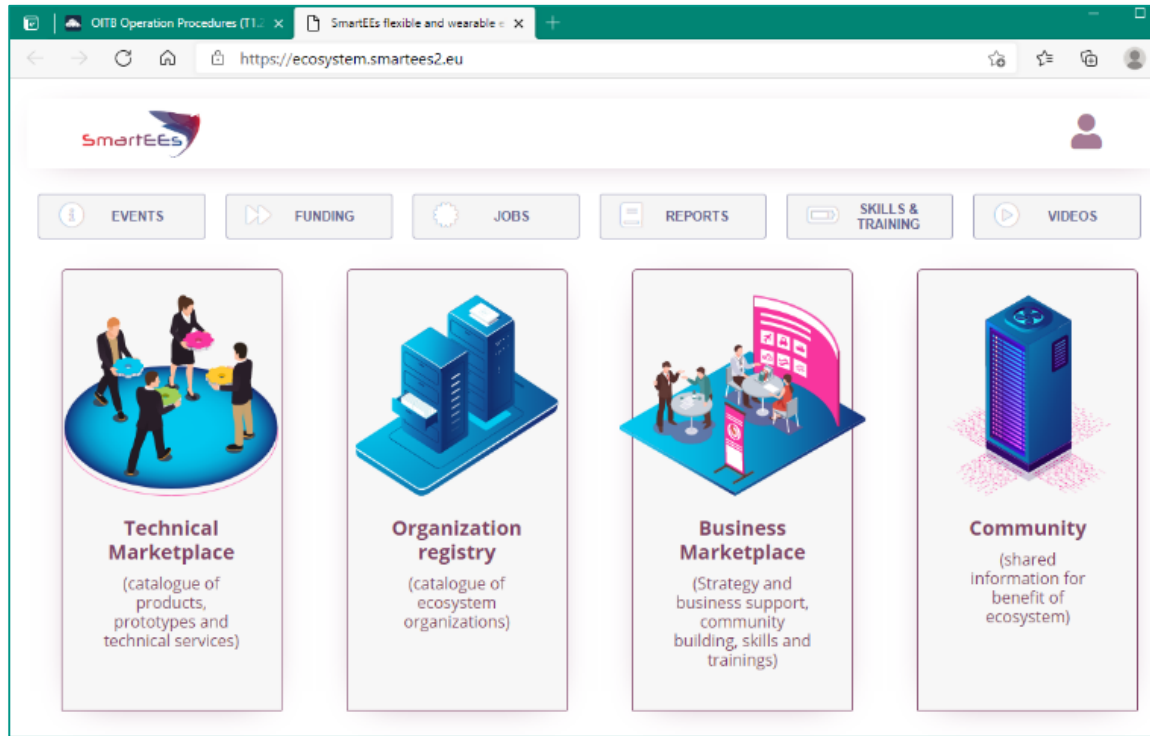 OITB Operation Procedures (T1.2
SmartEEs flexible and wearable e
https://ecosystem.smartees2.eu
SmartEEs
EVENTS
FUNDING
JOBS
REPORTS
SKILLS &
TRAINING
VIDEOS
Technical
Marketplace
(catalogue of
products,
prototypes and
technical services)
Organization
registry
(catalogue of
ecosystem
organizations)
Business
Marketplace
(Strategy and
business support,
community
building, skills and
trainings)
Community
(shared
information for
benefit of
ecosystem)